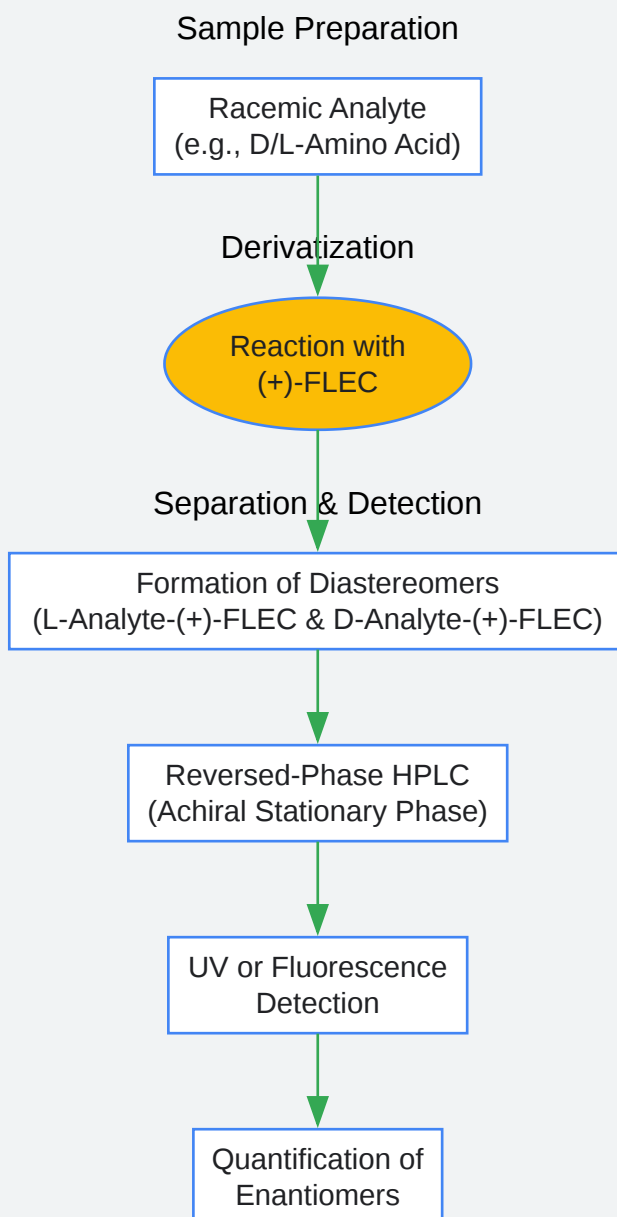 Sample Preparation
Racemic Analyte
(e.g., D/L-Amino Acid)
Derivatization
Reaction with
(+)-FLEC
Separation & Detection
Formation of Diastereomers
(L-Analyte-(+)-FLEC & D-Analyte-(+)-FLEC)
Reversed-Phase HPLC
(Achiral Stationary Phase)
UV or Fluorescence
Detection
Quantification of
Enantiomers